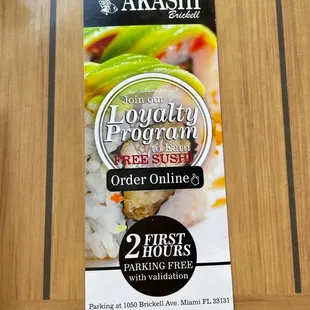 AKASHI
Brickell
Join our
Loyalty
Program
to Earn
FREE SUSHI
Order Online
2 FIRST
HOURS
PARKING FREE
with validation
Parking at 1050 Brickell Ave. Miami FL 33131